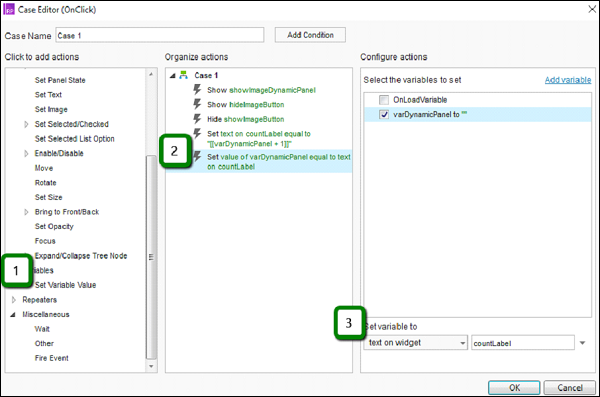 RP Case Editor (OnClick)
Case Name Case 1 Add Condition
Click to add actions
Set Panel State
Set Text
Set Image
Set Selected/Checked
Set Selected List Option
Enable/Disable
Move
Rotate
Set Size
Bring to Front/Back
Set Opacity
Focus
Expand/Collapse Tree Node
1
iables
Set Variable Value
Repeaters
Miscellaneous
Wait
Other
Fire Event
Organize actions
Case 1
Show showImageDynamicPanel
Show hideImageButton
Hide showImageButton
Set text on countLabel equal to
"[[varDynamicPanel + 1]]"
2
Set value of varDynamicPanel equal to text
on countLabel
Configure actions
Select the variables to set Add variable
OnLoadVariable
varDynamicPanel to ""
3
Set variable to
text on widget countLabel
OK Cancel